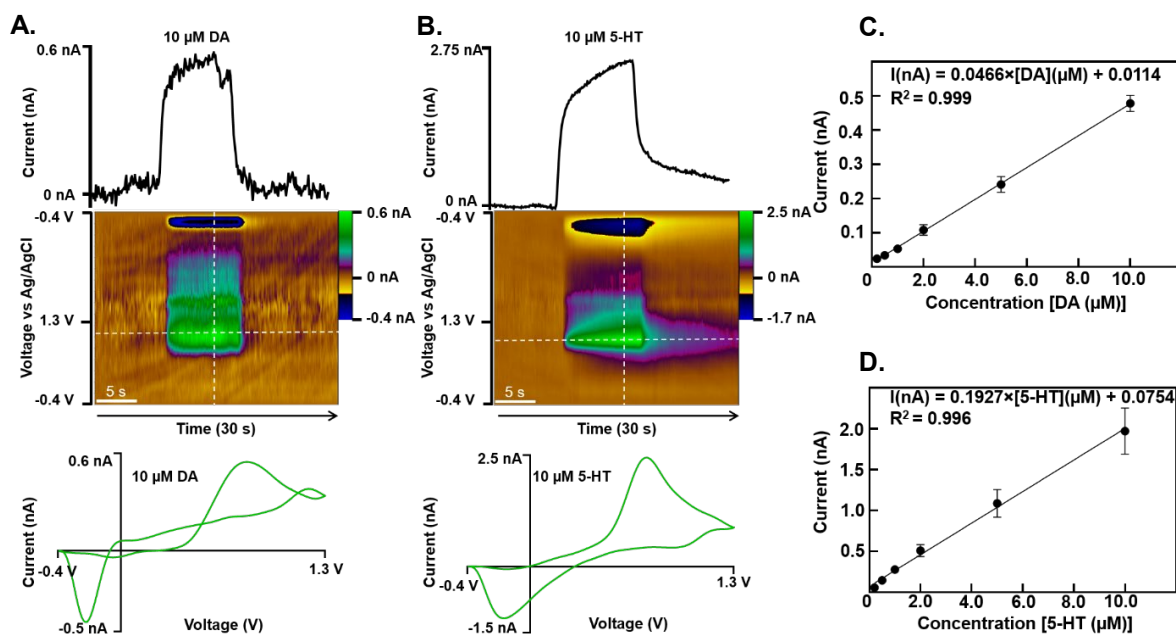 A.
0.6 nA
10 µM DA
Current (nA)
0 nA
-0.4 V
0.6 nA
Voltage vs Ag/AgCl
0 nA
1.3 V
-0.4 nA
5 s
-0.4 V
Time (30 s)
0.6 nA
10 µM DA
Current (nA)
-0.4 V
1.3 V
-0.5 nA
Voltage (V)
B.
2.75 nA
10 µM 5-HT
Current (nA)
0 nA
-0.4 V
2.5 nA
Voltage vs Ag/AgCl
0 nA
1.3 V
-1.7 nA
5 s
-0.4 V
Time (30 s)
2.5 nA
10 µM 5-HT
Current (nA)
-0.4 V
1.3 V
-1.5 nA
Voltage (V)
C.
I(nA) = 0.0466×[DA](µM) + 0.0114
R² = 0.999
0.5
0.4
0.3
0.2
0.1
Current (nA)
2.0 4.0 6.0 8.0 10.0
Concentration [DA (µM)]
D.
I(nA) = 0.1927×[5-HT](µM) + 0.0754
R² = 0.996
2.0
1.5
1.0
0.5
Current (nA)
2.0 4.0 6.0 8.0 10.0
Concentration [5-HT (µM)]